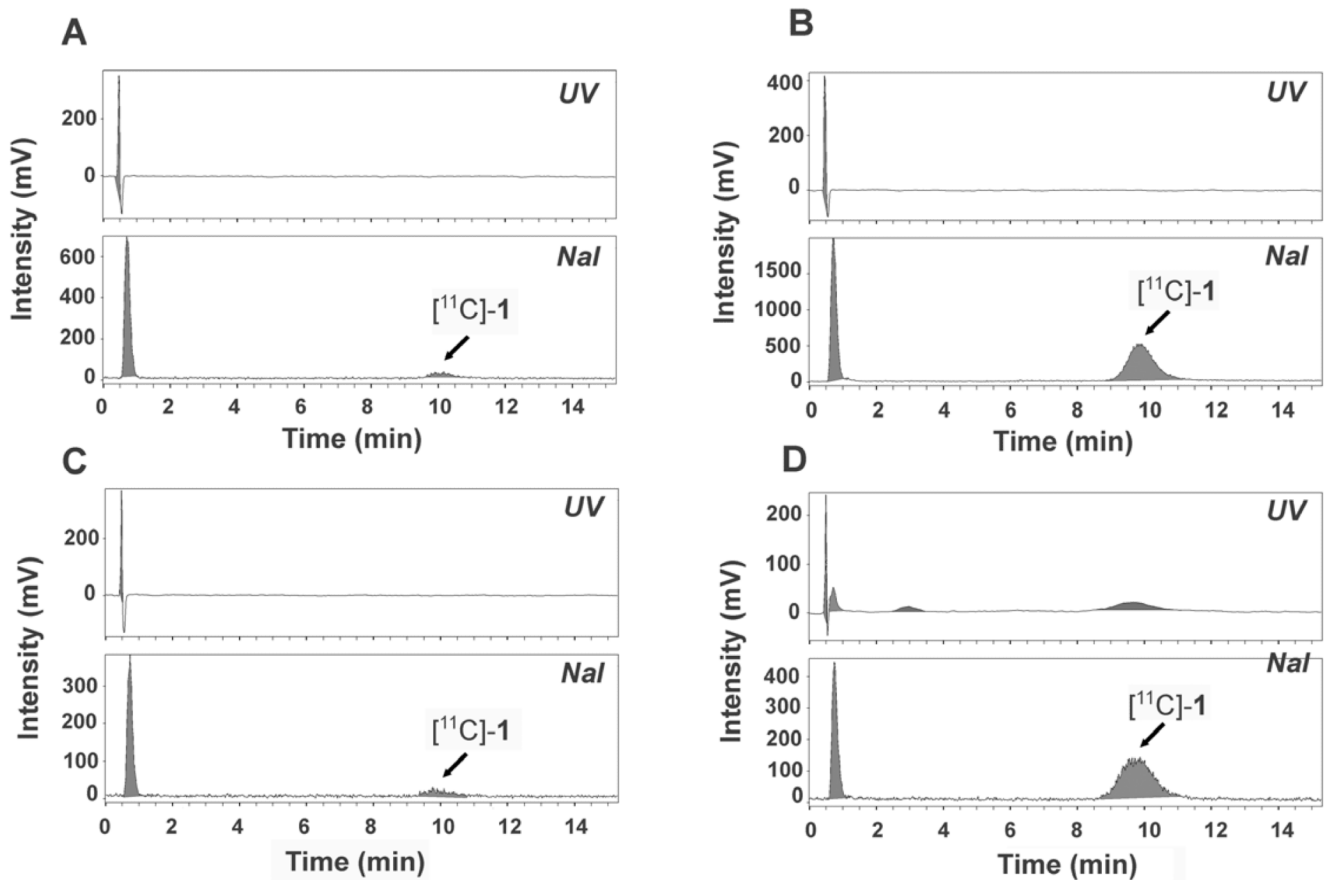 A
Intensity (mV)
200
0
UV
600
400
200
0
NaI
[¹¹C]-1
0 2 4 6 8 10 12 14
Time (min)
B
Intensity (mV)
400
200
0
UV
1500
1000
500
0
NaI
[¹¹C]-1
0 2 4 6 8 10 12 14
Time (min)
C
Intensity (mV)
200
0
UV
300
200
100
0
NaI
[¹¹C]-1
0 2 4 6 8 10 12 14
Time (min)
D
Intensity (mV)
200
100
0
UV
400
300
200
100
0
NaI
[¹¹C]-1
0 2 4 6 8 10 12 14
Time (min)